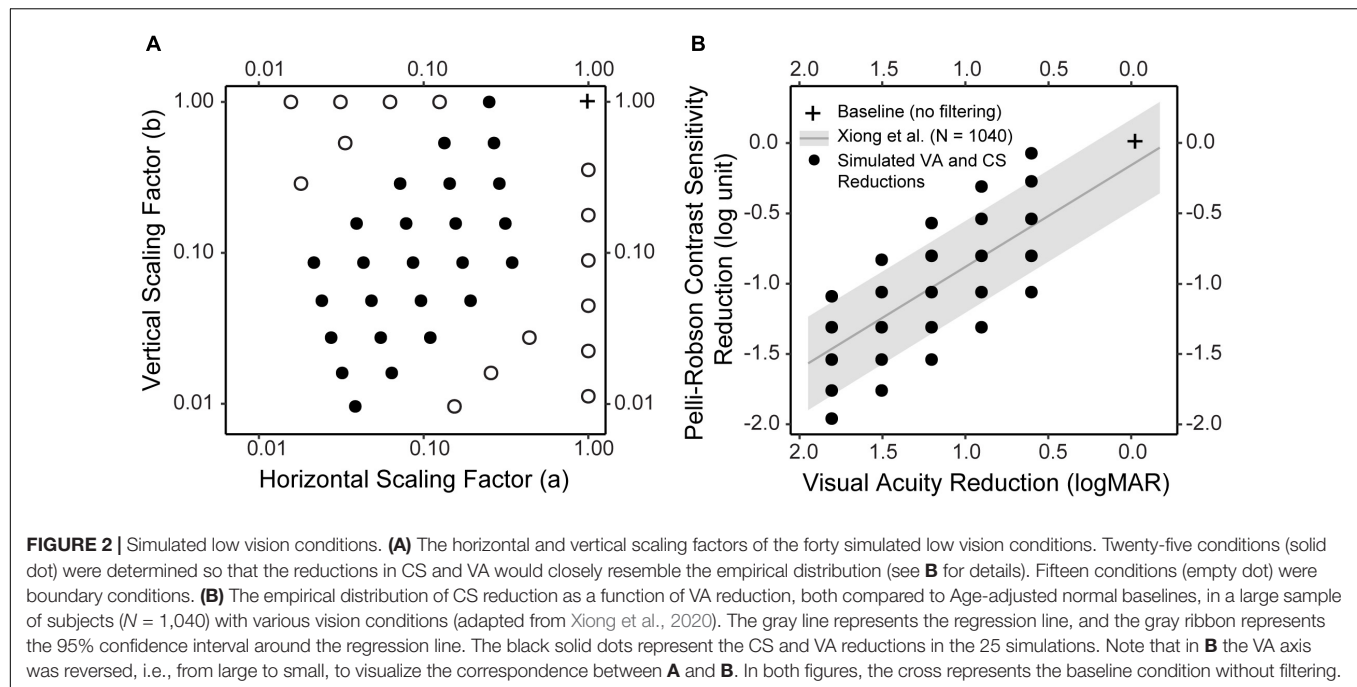 A
0.01 0.10 1.00
1.00 1.00
0.10 0.10
0.01 0.01
Vertical Scaling Factor (b)
0.01 0.10 1.00
Horizontal Scaling Factor (a)
B
2.0 1.5 1.0 0.5 0.0
Baseline (no filtering)
Xiong et al. (N = 1040)
Simulated VA and CS
Reductions
0.0 0.0
-0.5 -0.5
-1.0 -1.0
-1.5 -1.5
-2.0 -2.0
Pelli-Robson Contrast Sensitivity
Reduction (log unit)
2.0 1.5 1.0 0.5 0.0
Visual Acuity Reduction (logMAR)
FIGURE 2 | Simulated low vision conditions. (A) The horizontal and vertical scaling factors of the forty simulated low vision conditions. Twenty-five conditions (solid
dot) were determined so that the reductions in CS and VA would closely resemble the empirical distribution (see B for details). Fifteen conditions (empty dot) were
boundary conditions. (B) The empirical distribution of CS reduction as a function of VA reduction, both compared to Age-adjusted normal baselines, in a large sample
of subjects (N = 1,040) with various vision conditions (adapted from Xiong et al., 2020). The gray line represents the regression line, and the gray ribbon represents
the 95% confidence interval around the regression line. The black solid dots represent the CS and VA reductions in the 25 simulations. Note that in B the VA axis
was reversed, i.e., from large to small, to visualize the correspondence between A and B. In both figures, the cross represents the baseline condition without filtering.